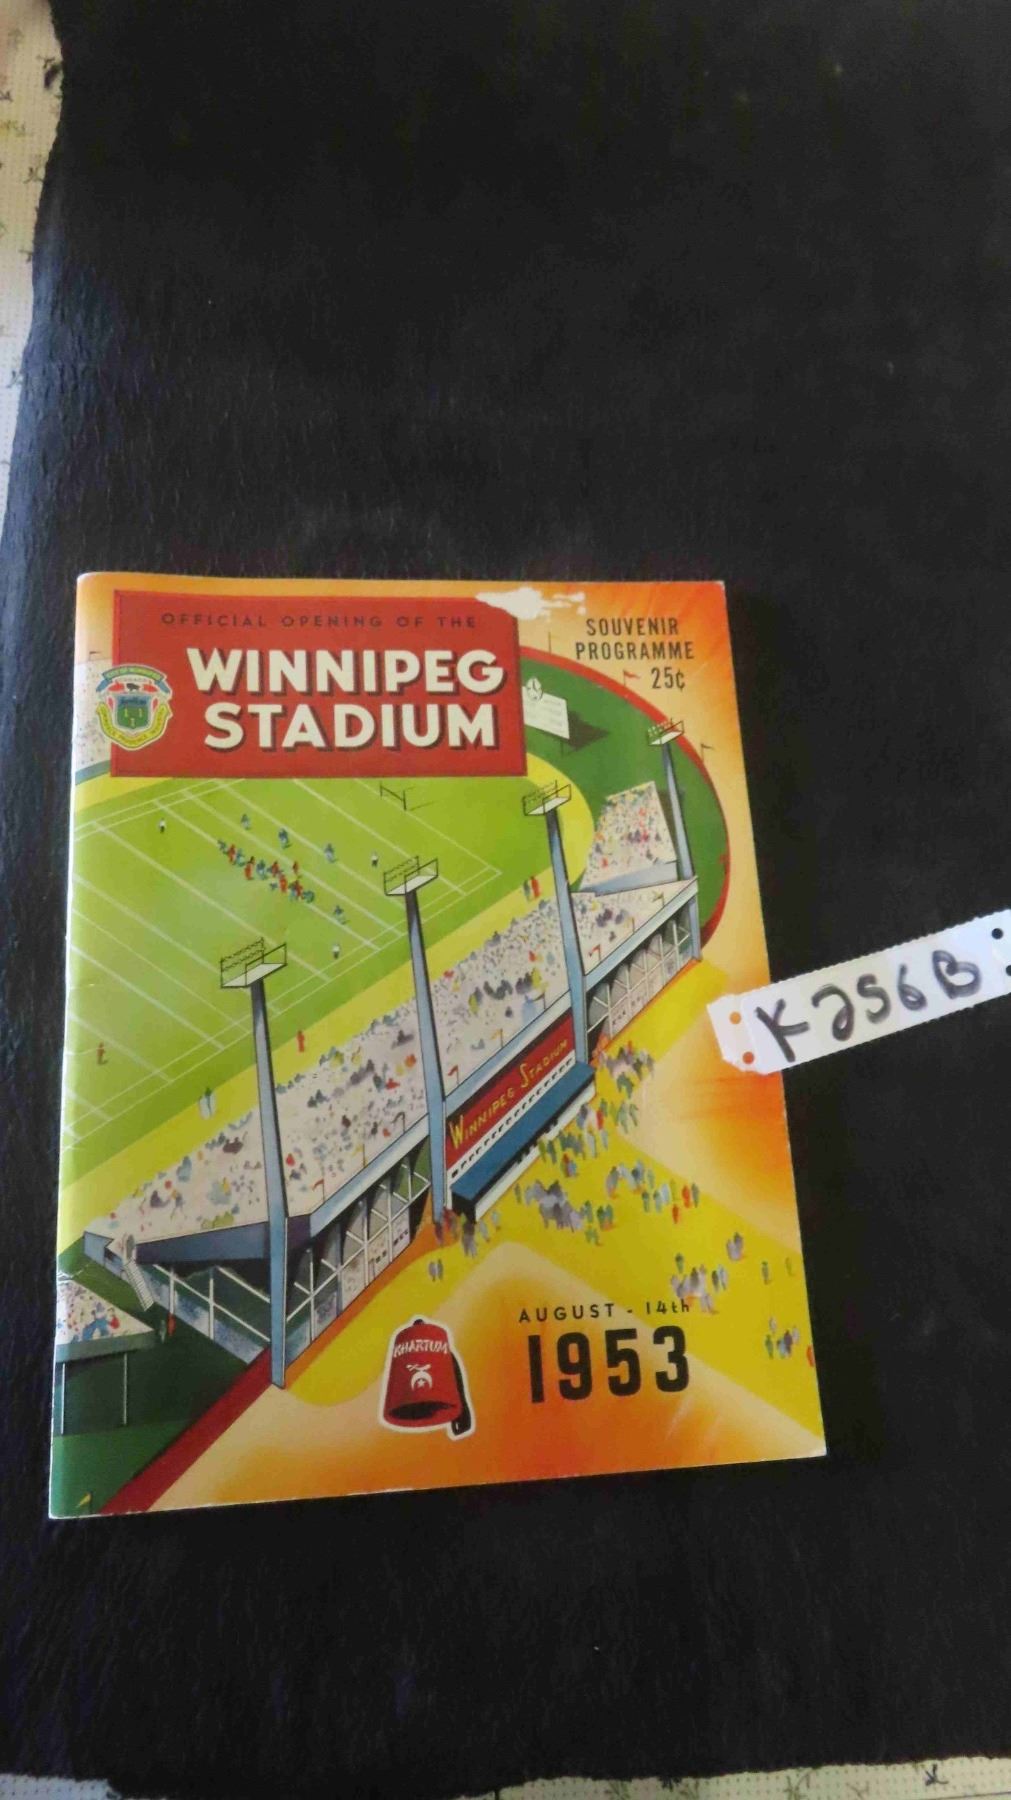 OFFICIAL OPENING OF THE
WINNIPEG
STADIUM
SOUVENIR
PROGRAMME
25¢
WINNIPEG STADIUM
K256B
KHARTUM
AUGUST - 14th
1953